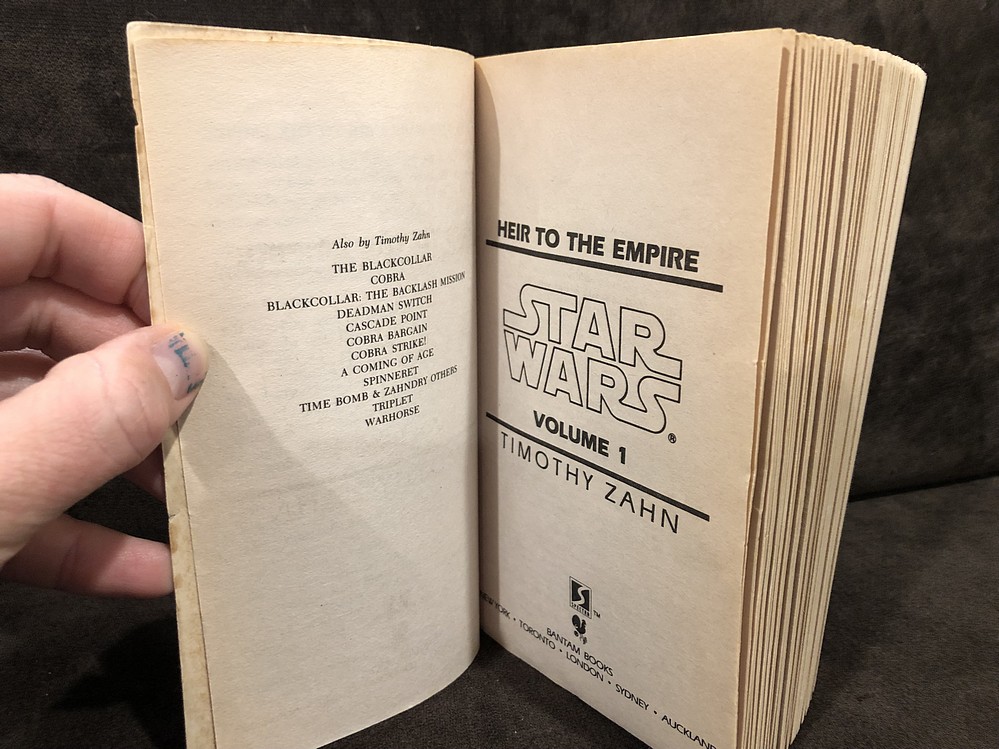 Also by Timothy Zahn
THE BLACKCOLLAR
COBRA
BLACKCOLLAR: THE BACKLASH MISSION
DEADMAN SWITCH
CASCADE POINT
COBRA BARGAIN
COBRA STRIKE!
A COMING OF AGE
SPINNERET
TIME BOMB & ZAHNDRY OTHERS
TRIPLET
WARHORSE
HEIR TO THE EMPIRE
STAR
WARS®
VOLUME 1
TIMOTHY ZAHN
S
SPECTRA
TM
BANTAM BOOKS
NEW YORK • TORONTO • LONDON • SYDNEY • AUCKLAND